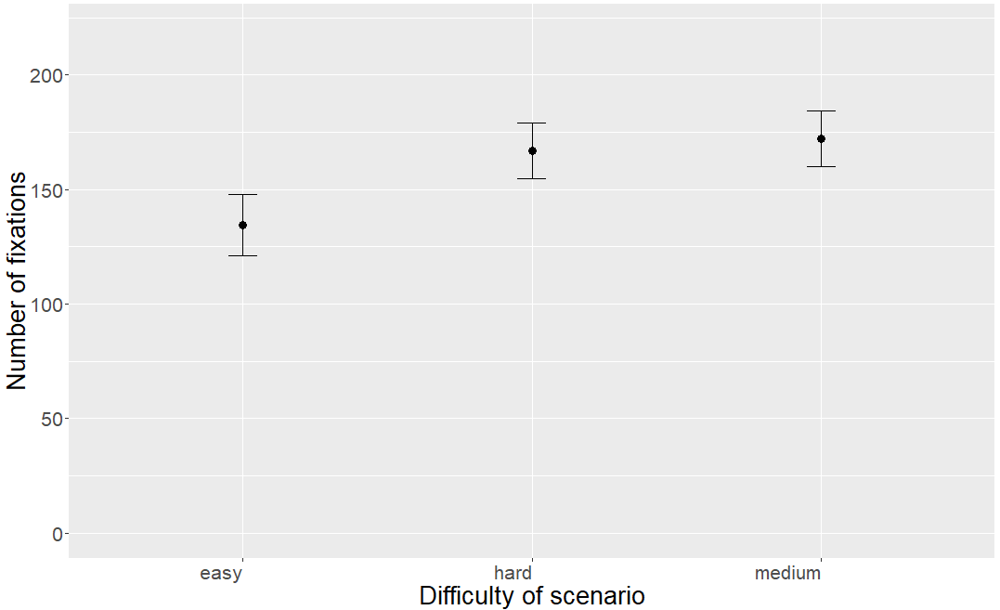 Number of fixations
200
150
100
50
0
easy hard medium
Difficulty of scenario